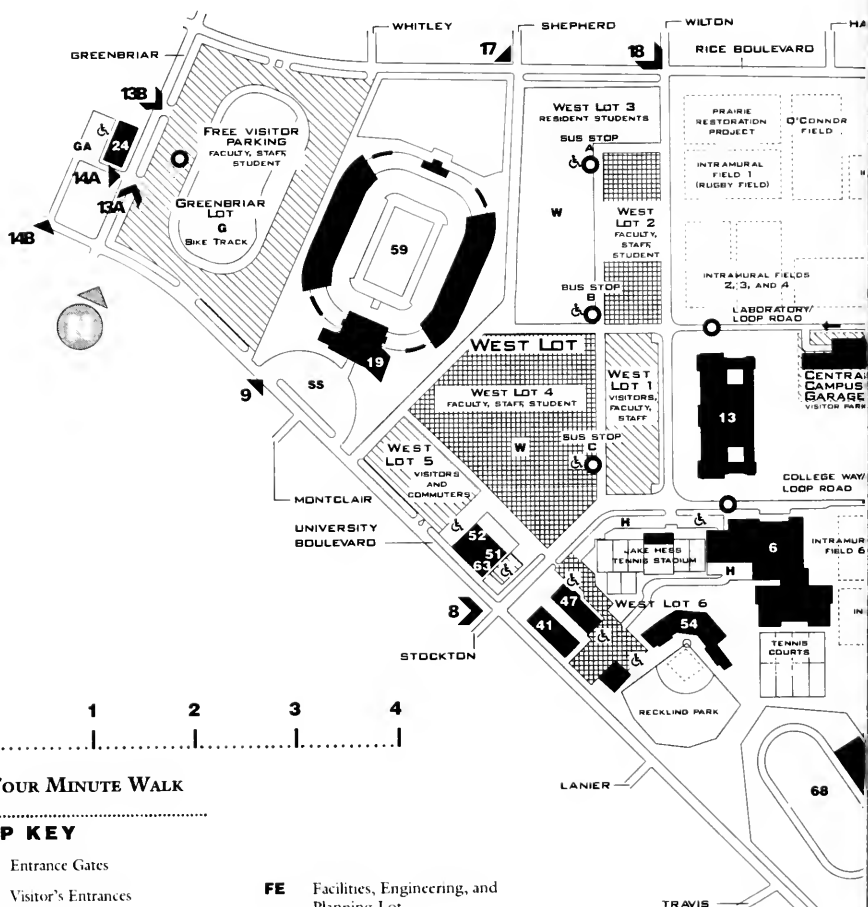 WHITLEY
SHEPHERD
WILTON
HA
GREENBRIAR
17
18
RICE BOULEVARD
13B
WEST LOT 3
RESIDENT STUDENTS
PRAIRIE
RESTORATION
PROJECT
O'CONNOR
FIELD
FREE VISITOR
PARKING
FACULTY, STAFF,
STUDENT
BUS STOP
A
GA
24
INTRAMURAL
FIELD 1
(RUGBY FIELD)
14A
13A
GREENBRIAR
LOT
G
BIKE TRACK
W
WEST
LOT 2
FACULTY,
STAFF,
STUDENT
14B
59
INTRAMURAL FIELDS
2, 3, AND 4
BUS STOP
B
LABORATORY/
LOOP ROAD
N
WEST LOT
19
WEST
LOT 1
VISITORS,
FACULTY,
STAFF
CENTRA
CAMPUS
GARAGE
VISITOR PARK
9
SS
WEST LOT 4
FACULTY, STAFF, STUDENT
13
W
BUS STOP
C
WEST
LOT 5
VISITORS
AND
COMMUTERS
COLLEGE WAY/
LOOP ROAD
MONTCLAIR
UNIVERSITY
BOULEVARD
H
52
51
63
JAKE HESS
TENNIS STADIUM
6
H
INTRAMUR
FIELD 6
IN
8
47
WEST LOT 6
41
54
STOCKTON
TENNIS
COURTS
RECKLING PARK
1 2 3 4
OUR MINUTE WALK
LANIER
68
P KEY
Entrance Gates
Visitor's Entrances
FE Facilities, Engineering, and
Planning Lot
TRAVIS